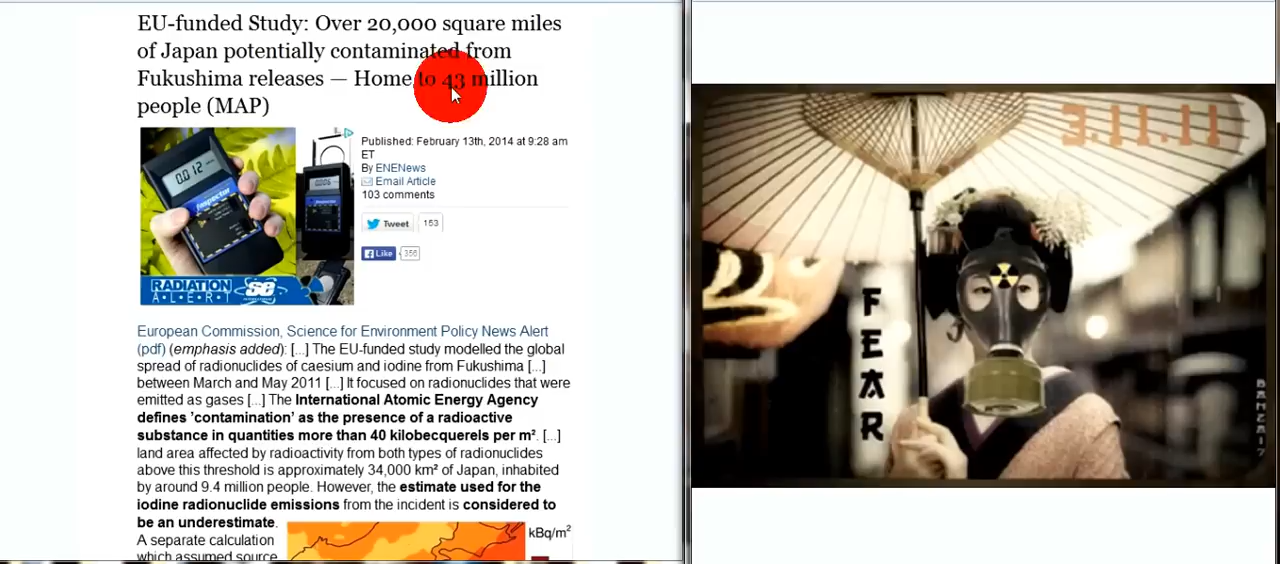 EU-funded Study: Over 20,000 square miles
of Japan potentially contaminated from
Fukushima releases — Home to 43 million
people (MAP)
0.012
Inspector
RADIATION
A·L·E·R·T
se
Published: February 13th, 2014 at 9:28 am
ET
By ENENews
Email Article
103 comments
Tweet 163
Like 356
European Commission, Science for Environment Policy News Alert
(pdf) (emphasis added): [...] The EU-funded study modelled the global
spread of radionuclides of caesium and iodine from Fukushima [...]
between March and May 2011 [...] It focused on radionuclides that were
emitted as gases [...] The International Atomic Energy Agency
defines 'contamination' as the presence of a radioactive
substance in quantities more than 40 kilobecquerels per m². [...]
land area affected by radioactivity from both types of radionuclides
above this threshold is approximately 34,000 km² of Japan, inhabited
by around 9.4 million people. However, the estimate used for the
iodine radionuclide emissions from the incident is considered to
be an underestimate.
A separate calculation
which assumed source
kBq/m²
3.11.11
FEAR
BANZAI7